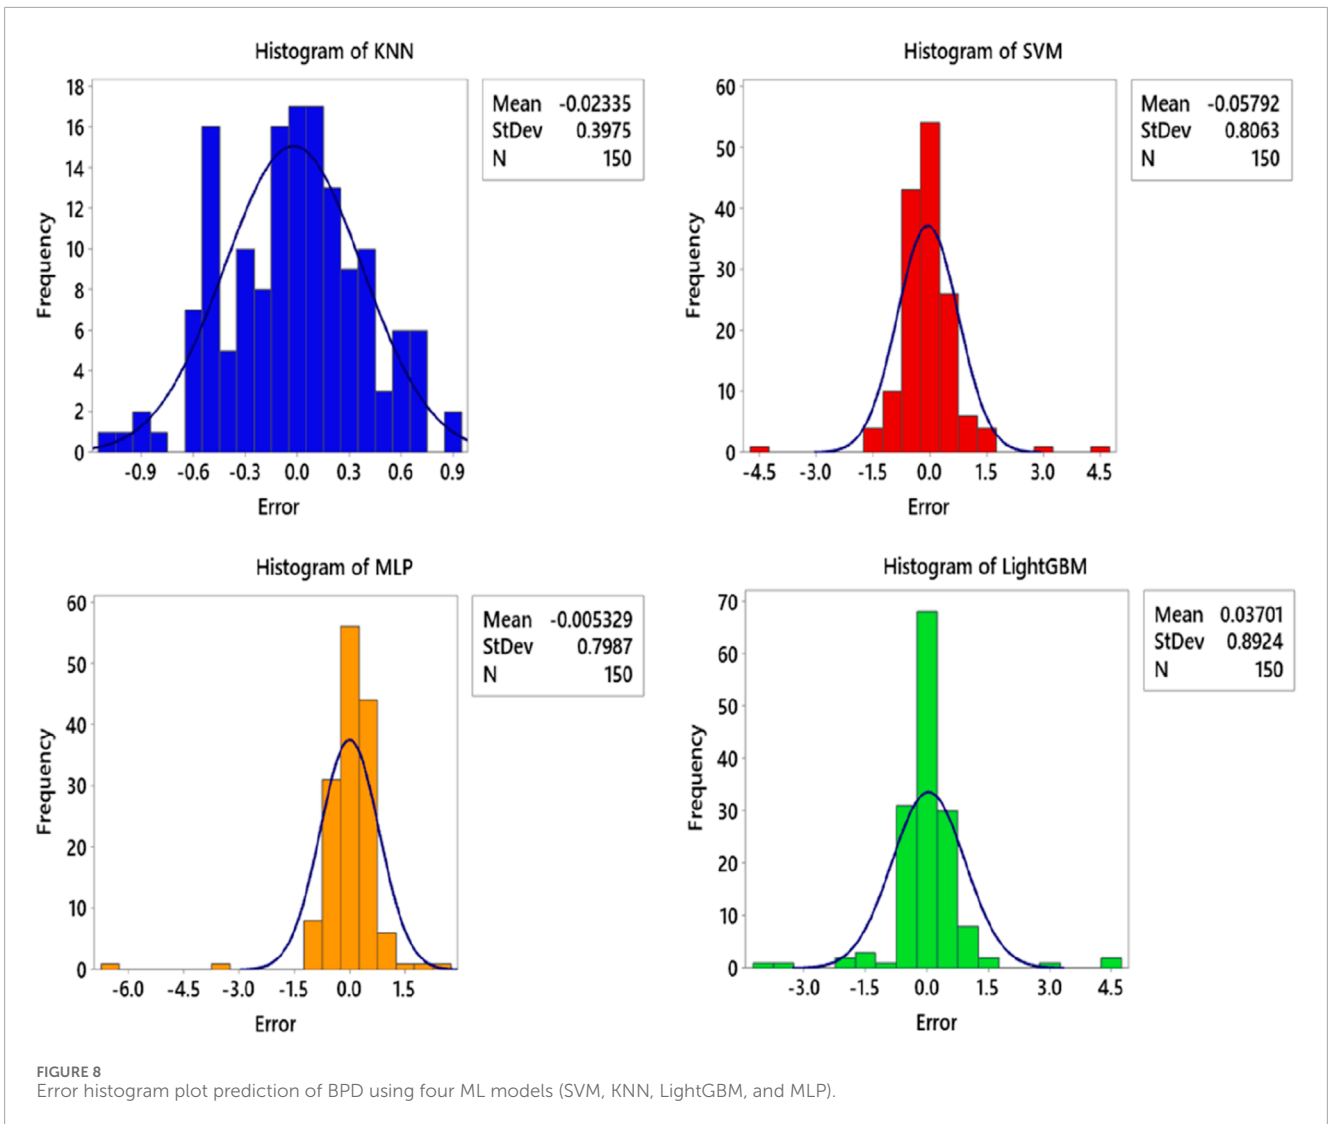 Histogram of KNN
Mean -0.02335
StDev 0.3975
N 150
Frequency
18
16
14
12
10
8
6
4
2
0
-0.9 -0.6 -0.3 0.0 0.3 0.6 0.9
Error
Histogram of SVM
Mean -0.05792
StDev 0.8063
N 150
Frequency
60
50
40
30
20
10
0
-4.5 -3.0 -1.5 0.0 1.5 3.0 4.5
Error
Histogram of MLP
Mean -0.005329
StDev 0.7987
N 150
Frequency
60
50
40
30
20
10
0
-6.0 -4.5 -3.0 -1.5 0.0 1.5
Error
Histogram of LightGBM
Mean 0.03701
StDev 0.8924
N 150
Frequency
70
60
50
40
30
20
10
0
-3.0 -1.5 0.0 1.5 3.0 4.5
Error
FIGURE 8
Error histogram plot prediction of BPD using four ML models (SVM, KNN, LightGBM, and MLP).